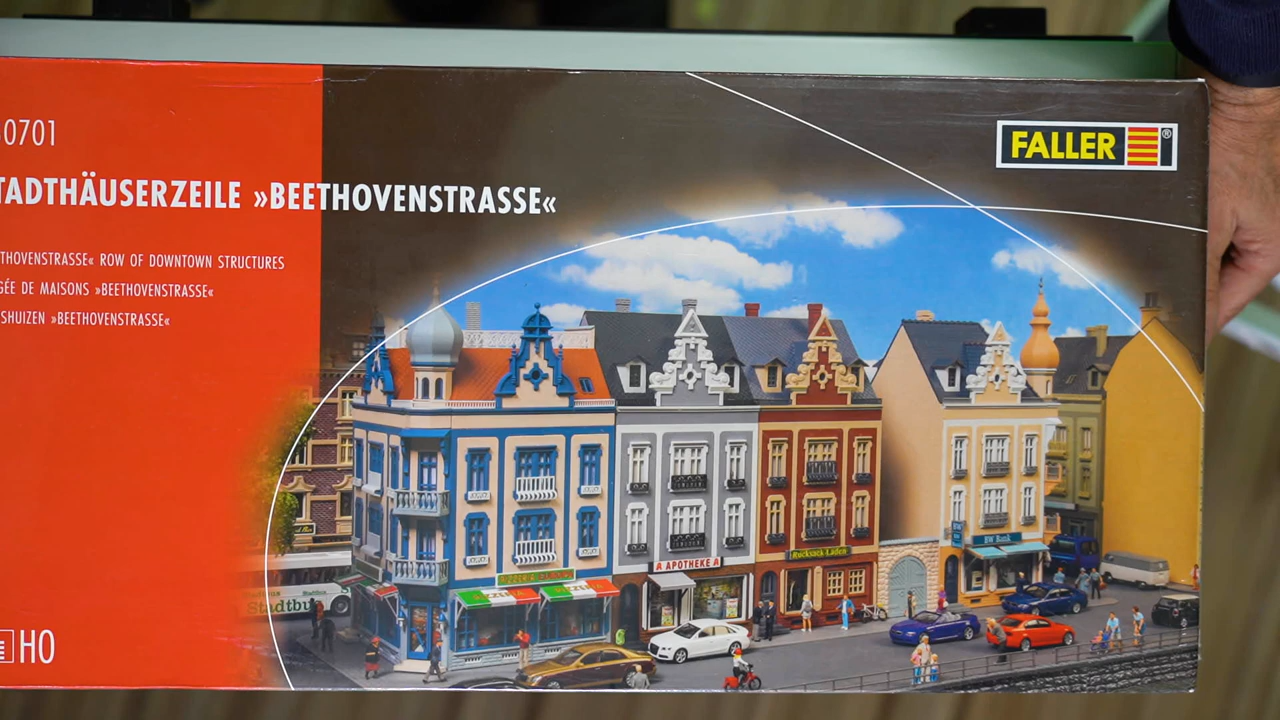 0701
FALLER®
TADTHÄUSERZEILE »BEETHOVENSTRASSE«
THOVENSTRASSE« ROW OF DOWNTOWN STRUCTURES
GÉE DE MAISONS »BEETHOVENSTRASSE«
SHUIZEN »BEETHOVENSTRASSE«
A APOTHEKE A
Rucksack-Laden
BW Bank
Stadtbus
H0